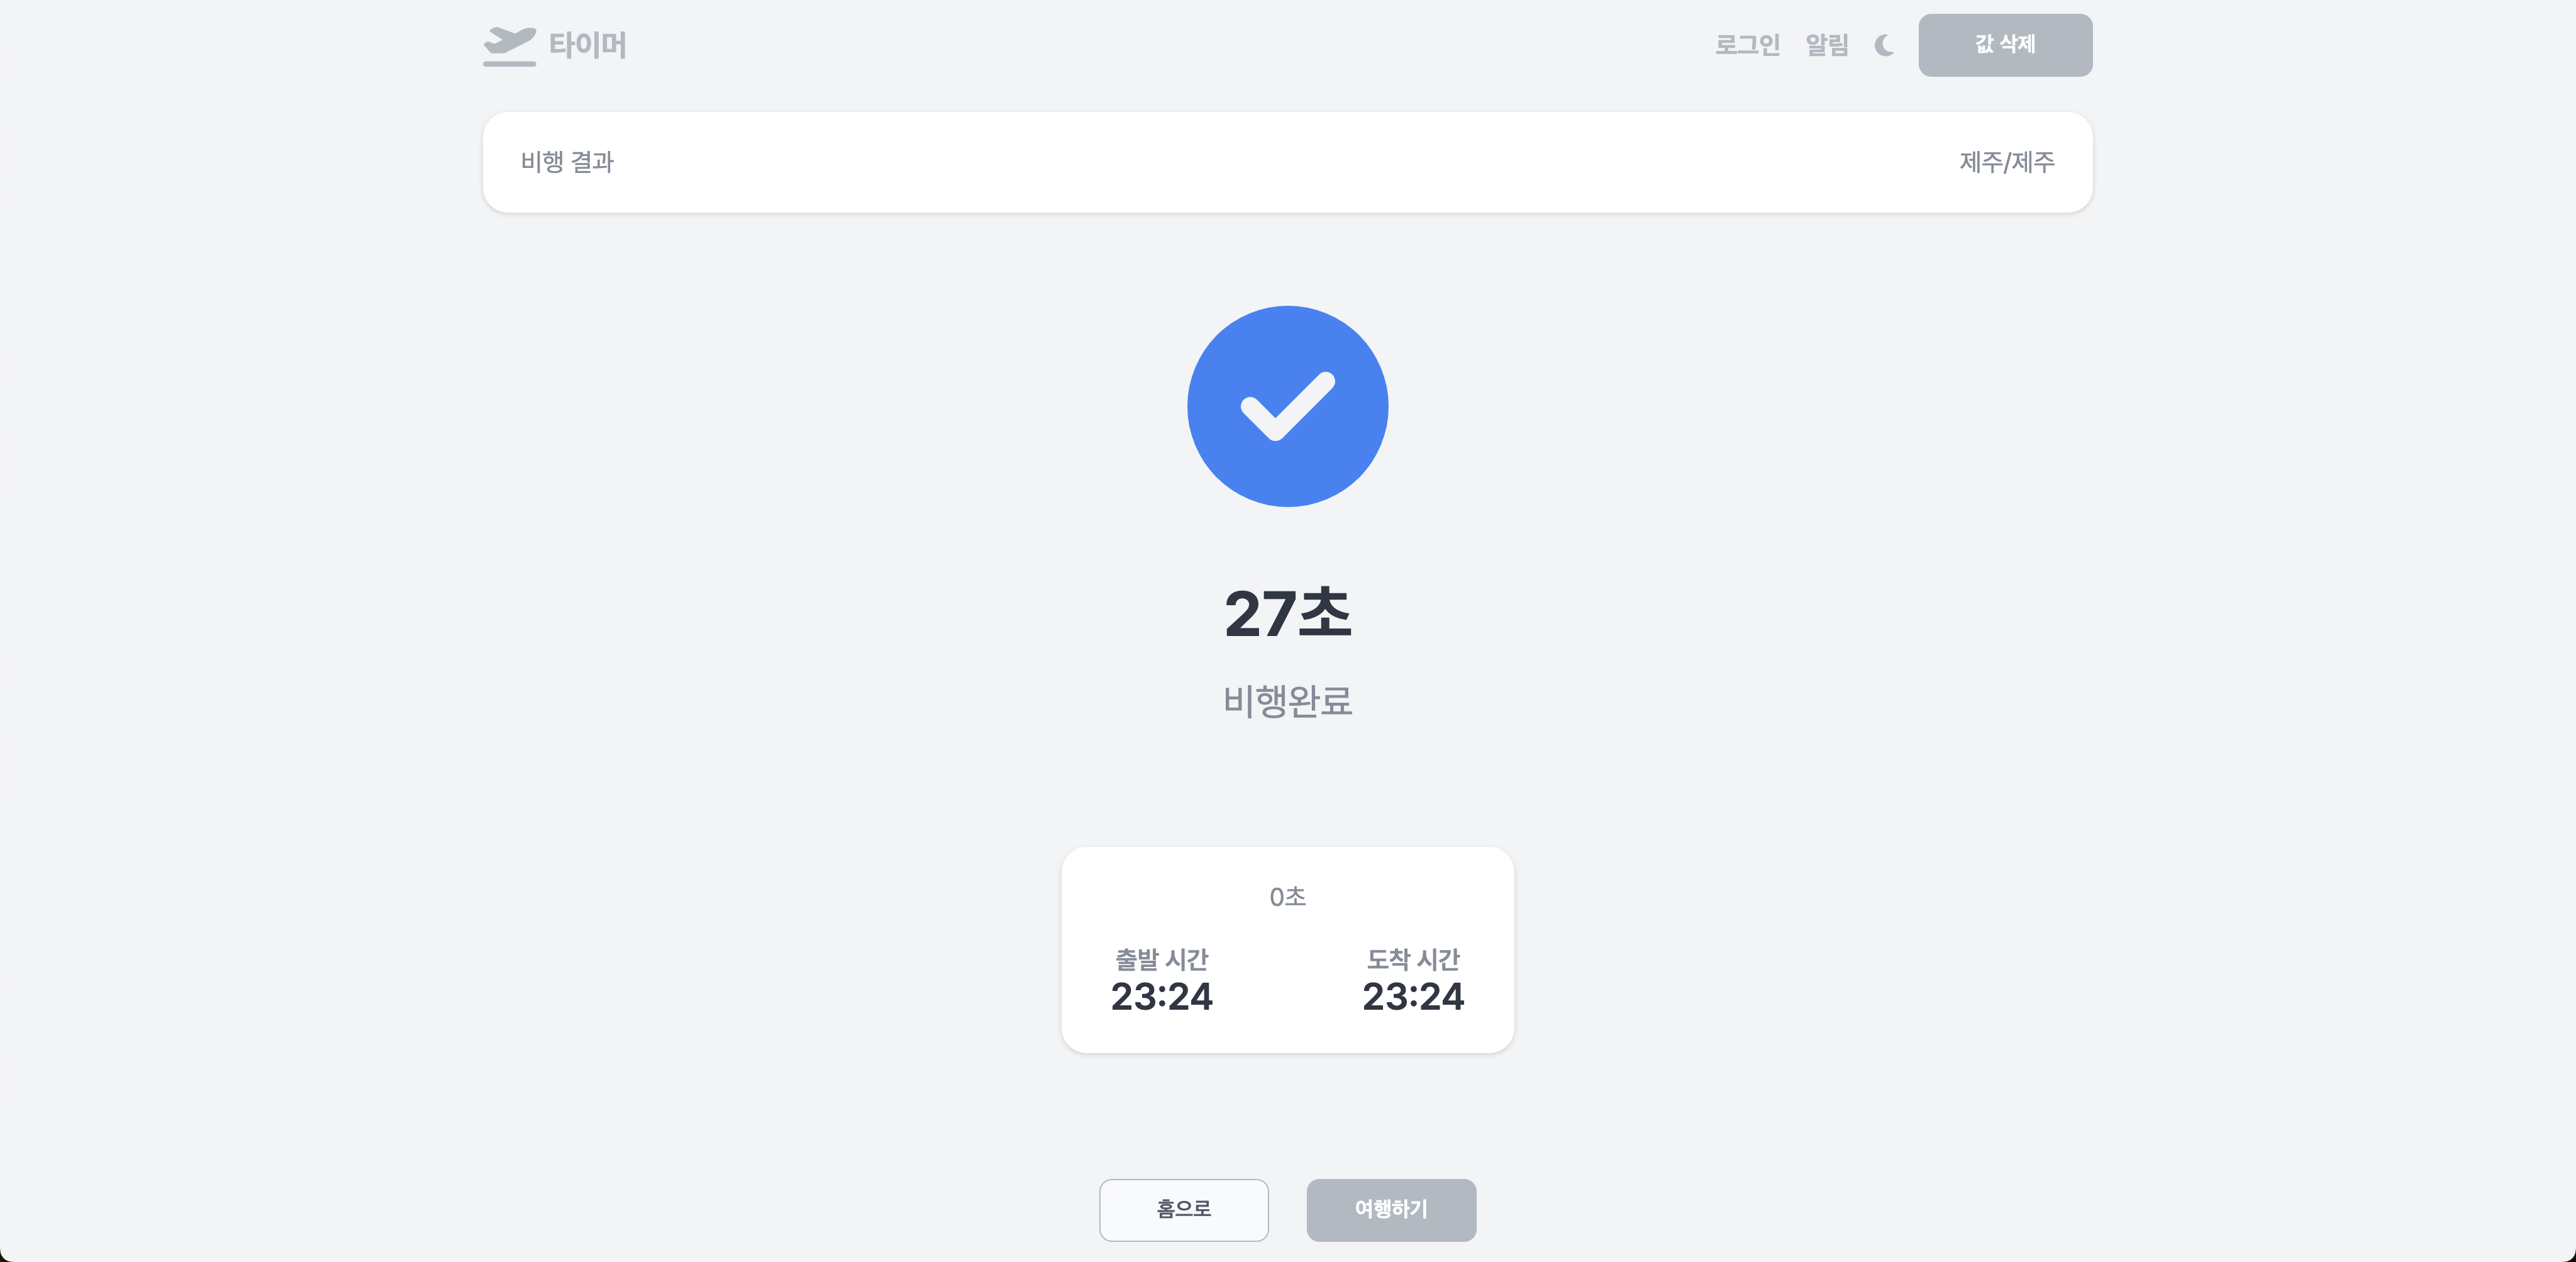 타이머
로그인 알림 값 삭제
비행 결과 제주/제주
27초
비행완료
0초
출발 시간 도착 시간
23:24 23:24
홈으로 여행하기